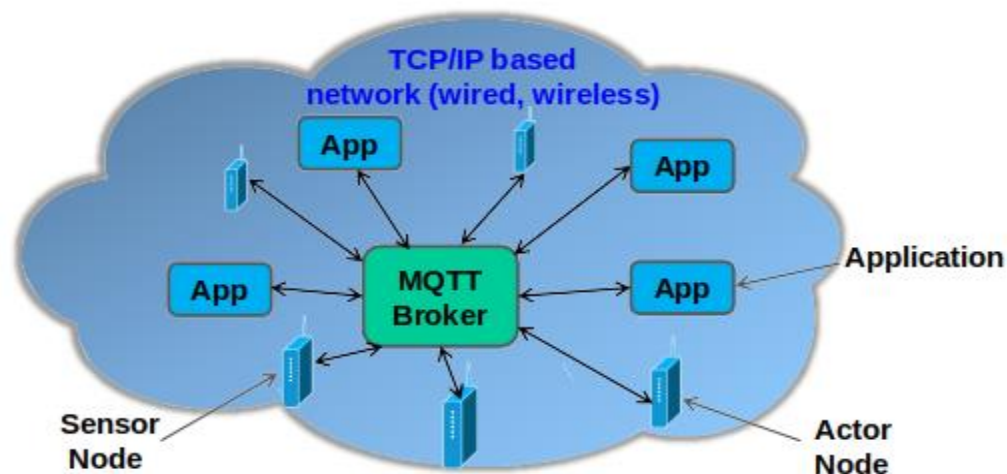 TCP/IP based
network (wired, wireless)
App
App
App
MQTT
Broker
App
Application
Sensor
Node
Actor
Node